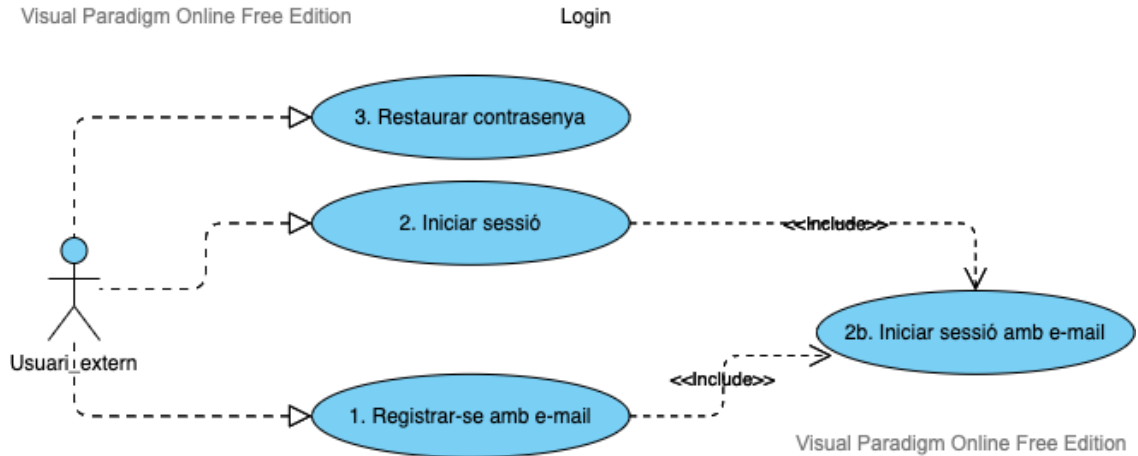 Visual Paradigm Online Free Edition
Login
3. Restaurar contrasenya
2. Iniciar sessió
<<Include>>
2b. Iniciar sessió amb e-mail
Usuari_extern
<<Include>>
1. Registrar-se amb e-mail
Visual Paradigm Online Free Edition